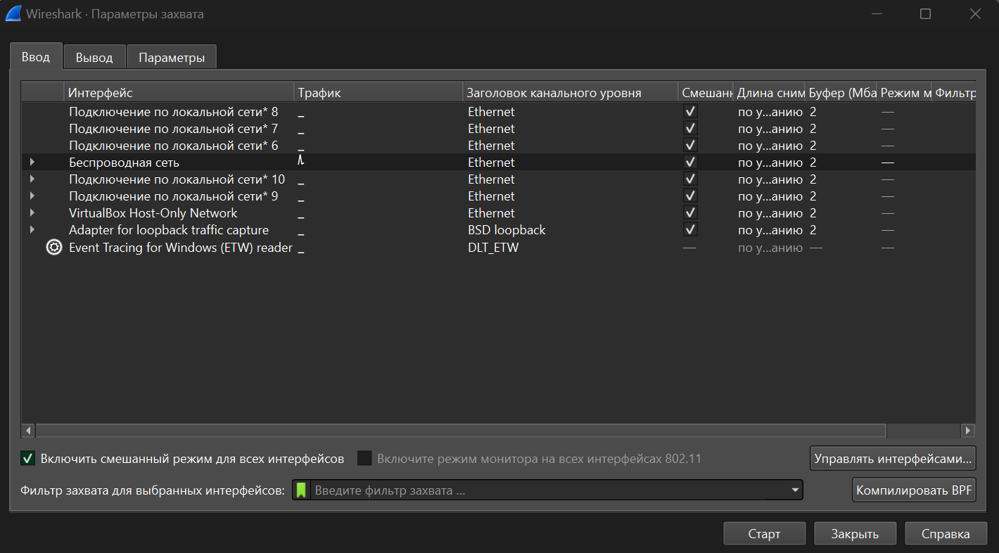 Wireshark · Параметры захвата
Ввод Вывод Параметры
Интерфейс Трафик Заголовок канального уровня Смешанн Длина сним Буфер (Мба Режим м Фильтр
Подключение по локальной сети* 8 _ Ethernet по у...анию 2 —
Подключение по локальной сети* 7 _ Ethernet по у...анию 2 —
Подключение по локальной сети* 6 _ Ethernet по у...анию 2 —
Беспроводная сеть Ethernet по у...анию 2 —
Подключение по локальной сети* 10 _ Ethernet по у...анию 2 —
Подключение по локальной сети* 9 _ Ethernet по у...анию 2 —
VirtualBox Host-Only Network _ Ethernet по у...анию 2 —
Adapter for loopback traffic capture _ BSD loopback по у...анию 2 —
Event Tracing for Windows (ETW) reader _ DLT_ETW — по у...анию — —
Включить смешанный режим для всех интерфейсов Включите режим монитора на всех интерфейсах 802.11 Управлять интерфейсами...
Фильтр захвата для выбранных интерфейсов: Введите фильтр захвата ... Компилировать BPF
Старт Закрыть Справка